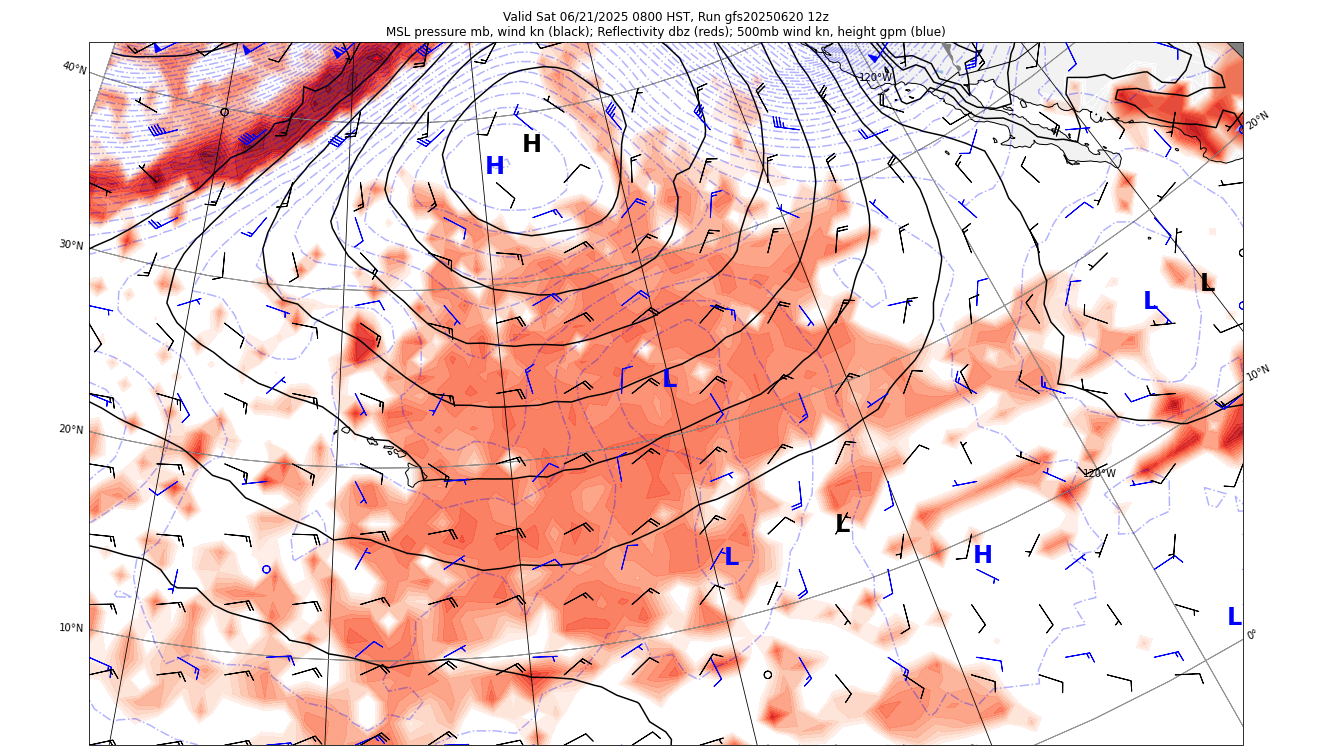 Valid Sat 06/21/2025 0800 HST, Run gfs20250620 12z
MSL pressure mb, wind kn (black); Reflectivity dbz (reds); 500mb wind kn, height gpm (blue)
40°N
120°W
20°N
H
H
30°N
L
L
10°N
L
20°N
120°W
L
L
H
L
10°N
0°